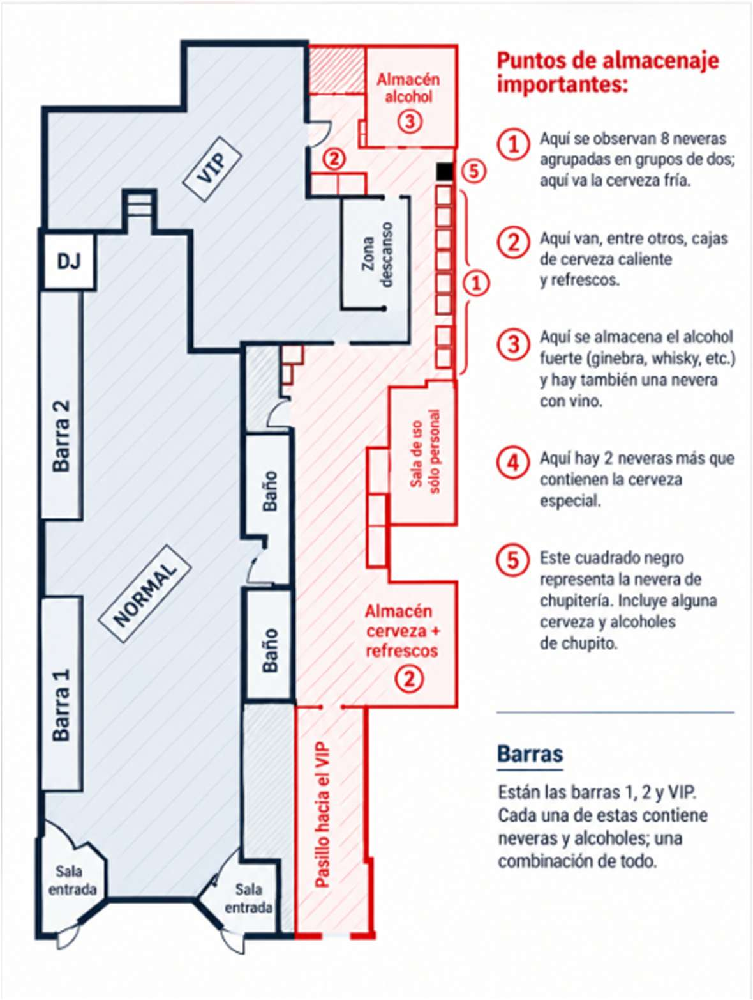 Almacén
alcohol
3
VIP
2
5
DJ
Zona
descanso
1
Barra 2
Baño
Sala de uso
sólo personal
NORMAL
Almacén
cerveza +
refrescos
2
Baño
Barra 1
Pasillo hacia el VIP
Sala
entrada
Sala
entrada
Puntos de almacenaje
importantes:
1 Aquí se observan 8 neveras
agrupadas en grupos de dos;
aquí va la cerveza fría.
2 Aquí van, entre otros, cajas
de cerveza caliente
y refrescos.
3 Aquí se almacena el alcohol
fuerte (ginebra, whisky, etc.)
y hay también una nevera
con vino.
4 Aquí hay 2 neveras más que
contienen la cerveza
especial.
5 Este cuadrado negro
representa la nevera de
chupitería. Incluye alguna
cerveza y alcoholes
de chupito.
Barras
Están las barras 1, 2 y VIP.
Cada una de estas contiene
neveras y alcoholes; una
combinación de todo.